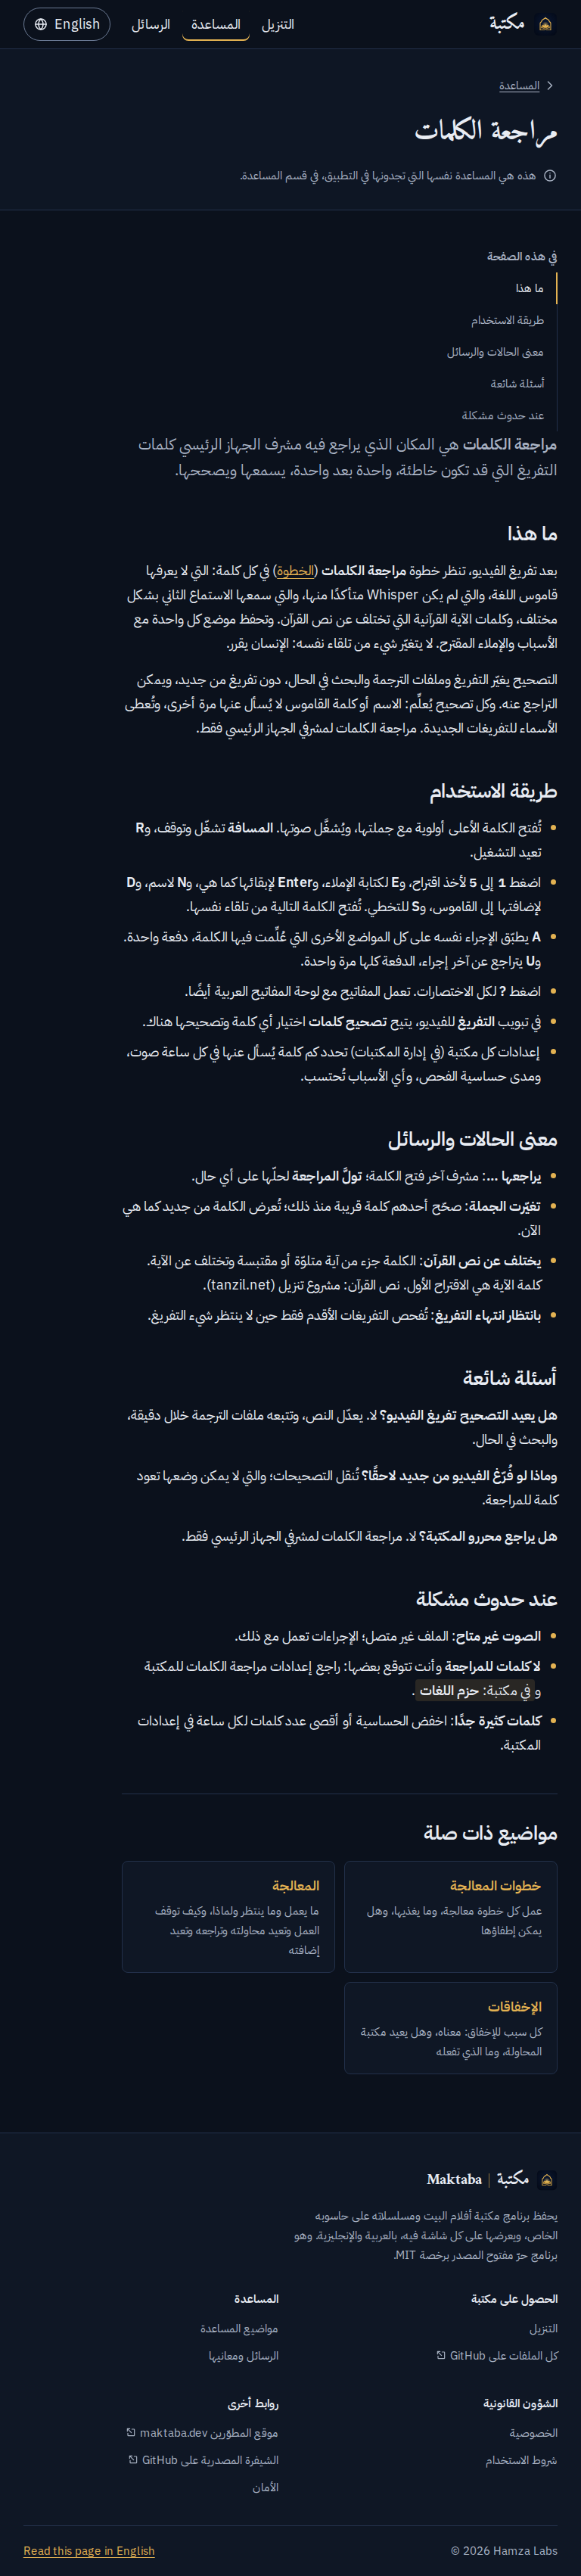 مكتبة
التنزيل
المساعدة
الرسائل
English
المساعدة
مراجعة الكلمات
هذه هي المساعدة نفسها التي تجدونها في التطبيق، في قسم المساعدة.
في هذه الصفحة
ما هذا
طريقة الاستخدام
معنى الحالات والرسائل
أسئلة شائعة
عند حدوث مشكلة
مراجعة الكلمات هي المكان الذي يراجع فيه مشرف الجهاز الرئيسي كلمات
التفريغ التي قد تكون خاطئة، واحدة بعد واحدة، يسمعها ويصححها.
ما هذا
بعد تفريغ الفيديو، تنظر خطوة مراجعة الكلمات (الخطوة) في كل كلمة: التي لا يعرفها
قاموس اللغة، والتي لم يكن Whisper متأكدًا منها، والتي سمعها الاستماع الثاني بشكل
مختلف، وكلمات الآية القرآنية التي تختلف عن نص القرآن. وتحفظ موضع كل واحدة مع
الأسباب والإملاء المقترح. لا يتغيّر شيء من تلقاء نفسه: الإنسان يقرر.
التصحيح يغيّر التفريغ وملفات الترجمة والبحث في الحال، دون تفريغ من جديد، ويمكن
التراجع عنه. وكل تصحيح يُعلِّم: الاسم أو كلمة القاموس لا يُسأل عنها مرة أخرى، وتُعطى
الأسماء للتفريغات الجديدة. مراجعة الكلمات لمشرفي الجهاز الرئيسي فقط.
طريقة الاستخدام
تُفتح الكلمة الأعلى أولوية مع جملتها، ويُشغَّل صوتها. المسافة تشغّل وتوقف، وR
تعيد التشغيل.
اضغط 1 إلى 5 لأخذ اقتراح، وE لكتابة الإملاء، وEnter لإبقائها كما هي، وN لاسم، وD
لإضافتها إلى القاموس، وS للتخطي. تُفتح الكلمة التالية من تلقاء نفسها.
A يطبّق الإجراء نفسه على كل المواضع الأخرى التي عُلِّمت فيها الكلمة، دفعة واحدة.
وU يتراجع عن آخر إجراء، الدفعة كلها مرة واحدة.
اضغط ? لكل الاختصارات. تعمل المفاتيح مع لوحة المفاتيح العربية أيضًا.
في تبويب التفريغ للفيديو، يتيح تصحيح كلمات اختيار أي كلمة وتصحيحها هناك.
إعدادات كل مكتبة (في إدارة المكتبات) تحدد كم كلمة يُسأل عنها في كل ساعة صوت،
ومدى حساسية الفحص، وأي الأسباب تُحتسب.
معنى الحالات والرسائل
يراجعها …: مشرف آخر فتح الكلمة؛ تولَّ المراجعة لحلّها على أي حال.
تغيّرت الجملة: صحّح أحدهم كلمة قريبة منذ ذلك؛ تُعرض الكلمة من جديد كما هي
الآن.
يختلف عن نص القرآن: الكلمة جزء من آية متلوّة أو مقتبسة وتختلف عن الآية.
كلمة الآية هي الاقتراح الأول. نص القرآن: مشروع تنزيل (tanzil.net).
بانتظار انتهاء التفريغ: تُفحص التفريغات الأقدم فقط حين لا ينتظر شيء التفريغ.
أسئلة شائعة
هل يعيد التصحيح تفريغ الفيديو؟ لا. يعدّل النص، وتتبعه ملفات الترجمة خلال دقيقة،
والبحث في الحال.
وماذا لو فُرّغ الفيديو من جديد لاحقًا؟ تُنقل التصحيحات؛ والتي لا يمكن وضعها تعود
كلمة للمراجعة.
هل يراجع محررو المكتبة؟ لا. مراجعة الكلمات لمشرفي الجهاز الرئيسي فقط.
عند حدوث مشكلة
الصوت غير متاح: الملف غير متصل؛ الإجراءات تعمل مع ذلك.
لا كلمات للمراجعة وأنت تتوقع بعضها: راجع إعدادات مراجعة الكلمات للمكتبة
و في مكتبة: حزم اللغات .
كلمات كثيرة جدًا: اخفض الحساسية أو أقصى عدد كلمات لكل ساعة في إعدادات
المكتبة.
مواضيع ذات صلة
خطوات المعالجة
عمل كل خطوة معالجة، وما يغذيها، وهل
يمكن إطفاؤها
المعالجة
ما يعمل وما ينتظر ولماذا، وكيف توقف
العمل وتعيد محاولته وتراجعه وتعيد
إضافته
الإخفاقات
كل سبب للإخفاق: معناه، وهل يعيد مكتبة
المحاولة، وما الذي تفعله
مكتبة | Maktaba
يحفظ برنامج مكتبة أفلام البيت ومسلسلاته على حاسوبه
الخاص، ويعرضها على كل شاشة فيه، بالعربية والإنجليزية. وهو
برنامج حرّ مفتوح المصدر برخصة MIT.
الحصول على مكتبة
التنزيل
كل الملفات على GitHub
المساعدة
مواضيع المساعدة
الرسائل ومعانيها
الشؤون القانونية
الخصوصية
شروط الاستخدام
روابط أخرى
موقع المطوّرين maktaba.dev
الشيفرة المصدرية على GitHub
الأمان
© 2026 Hamza Labs
Read this page in English